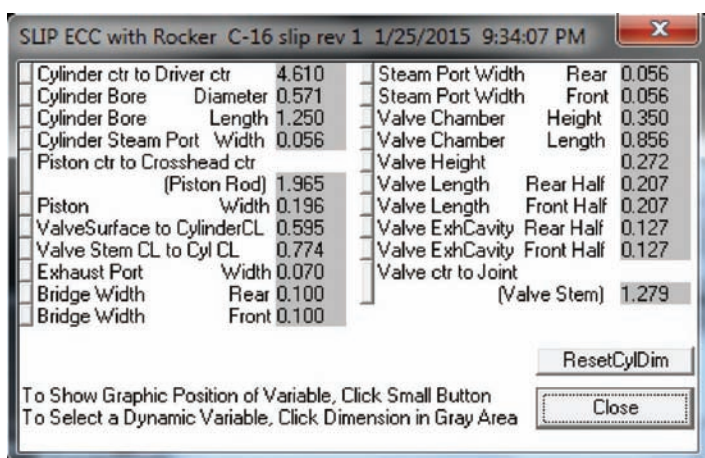 SLIP ECC with Rocker C-16 slip rev 1 1/25/2015 9:34:07 PM
Cylinder ctr to Driver ctr 4.610
Cylinder Bore Diameter 0.571
Cylinder Bore Length 1.250
Cylinder Steam Port Width 0.056
Piston ctr to Crosshead ctr
(Piston Rod) 1.965
Piston Width 0.196
ValveSurface to CylinderCL 0.595
Valve Stem CL to Cyl CL 0.774
Exhaust Port Width 0.070
Bridge Width Rear 0.100
Bridge Width Front 0.100
Steam Port Width Rear 0.056
Steam Port Width Front 0.056
Valve Chamber Height 0.350
Valve Chamber Length 0.856
Valve Height 0.272
Valve Length Rear Half 0.207
Valve Length Front Half 0.207
Valve ExhCavity Rear Half 0.127
Valve ExhCavity Front Half 0.127
Valve ctr to Joint
(Valve Stem) 1.279
ResetCylDim
To Show Graphic Position of Variable, Click Small Button
To Select a Dynamic Variable, Click Dimension in Gray Area
Close